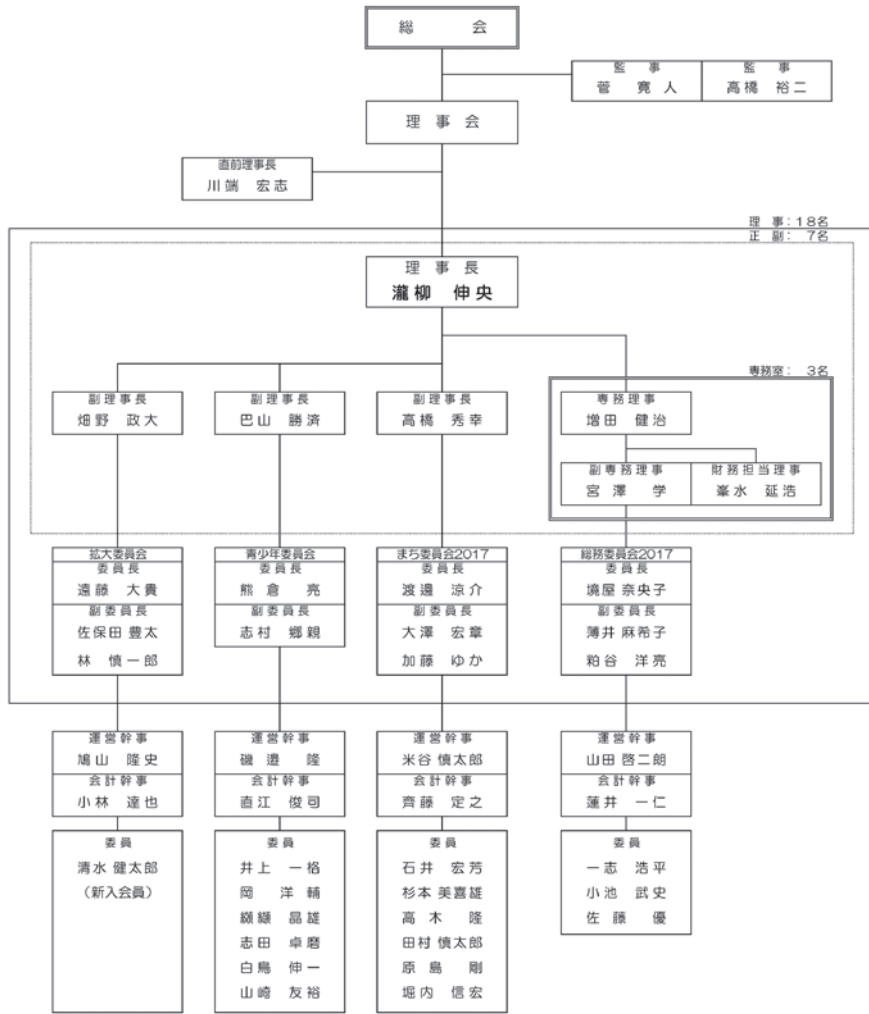 総　会
監　事
菅　寛人
監　事
高橋　裕二
理事会
直前理事長
川端　宏志
理　事：18名
正　副：　7名
理事長
瀧柳　伸央
専務室：　3名
副理事長
畑野　政大
副理事長
巴山　勝済
副理事長
高橋　秀幸
専務理事
増田　健治
副専務理事
宮澤　学
財務担当理事
峯水　延浩
拡大委員会
委員長
遠藤　大貴
副委員長
佐保田　豊太
林　慎一郎
青少年委員会
委員長
熊倉　亮
副委員長
志村　郷親
まち委員会2017
委員長
渡邊　涼介
副委員長
大澤　宏章
加藤　ゆか
総務委員会2017
委員長
境屋　奈央子
副委員長
薄井　麻希子
粕谷　洋亮
運営幹事
鳩山　隆史
会計幹事
小林　達也
運営幹事
磯邉　隆
会計幹事
直江　俊司
運営幹事
米谷　慎太郎
会計幹事
齊藤　定之
運営幹事
山田　啓二朗
会計幹事
蓮井　一仁
委員
清水　健太郎
（新入会員）
委員
井上　一格
岡　洋輔
纐纈　晶雄
志田　卓磨
白鳥　伸一
山崎　友裕
委員
石井　宏芳
杉本　美喜雄
高木　隆
田村　慎太郎
原島　剛
堀内　信宏
委員
一志　浩平
小池　武史
佐藤　優